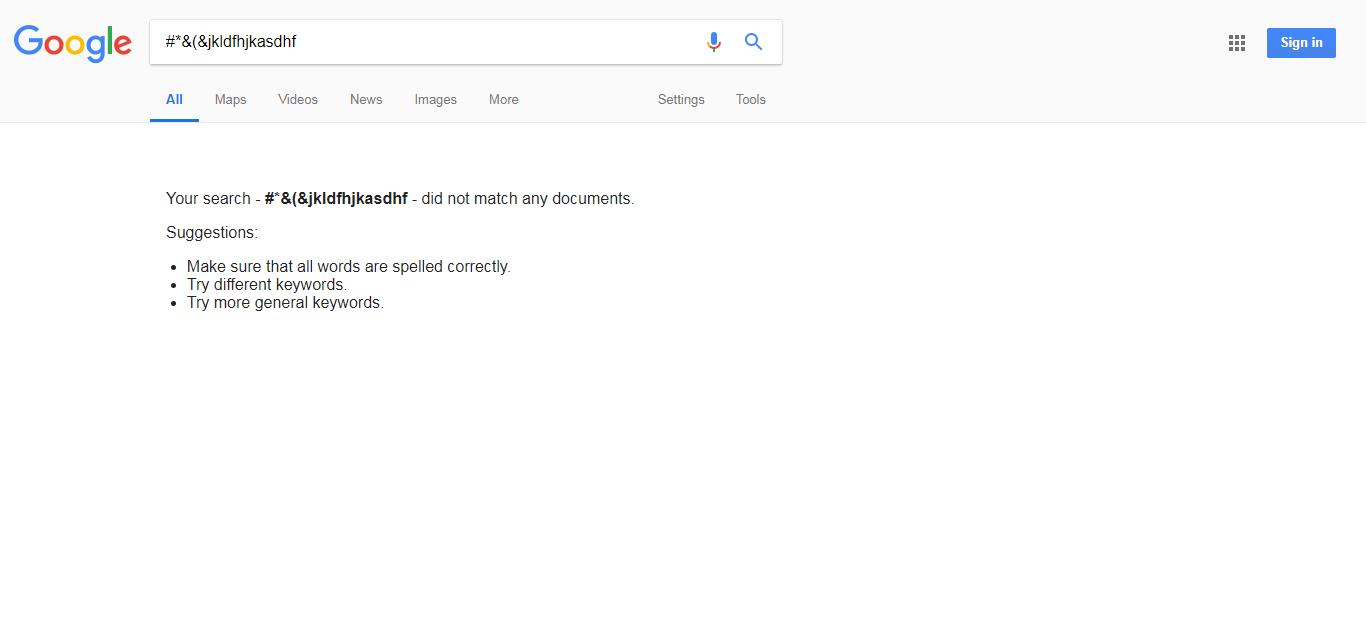 Google #*&(&jkldfhjkasdhf Sign in
All Maps Videos News Images More Settings Tools
Your search - #*&(&jkldfhjkasdhf - did not match any documents.
Suggestions:
• Make sure that all words are spelled correctly.
• Try different keywords.
• Try more general keywords.